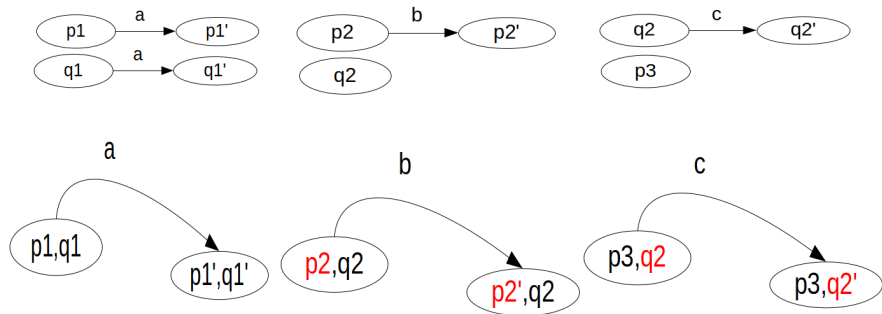 a
p1 p1'
a
q1 q1'
b
p2 p2'
q2
c
q2 q2'
p3
a
p1,q1
p1',q1'
b
p2,q2
p2',q2
c
p3,q2
p3,q2'